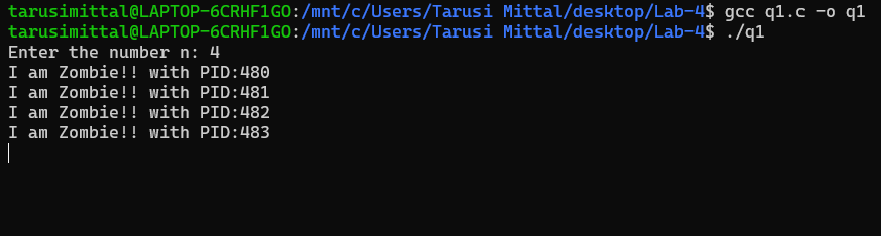 tarusimittal@LAPTOP-6CRHF1GO:/mnt/c/Users/Tarusi Mittal/desktop/Lab-4$ gcc q1.c -o q1
tarusimittal@LAPTOP-6CRHF1GO:/mnt/c/Users/Tarusi Mittal/desktop/Lab-4$ ./q1
Enter the number n: 4
I am Zombie!! with PID:480
I am Zombie!! with PID:481
I am Zombie!! with PID:482
I am Zombie!! with PID:483